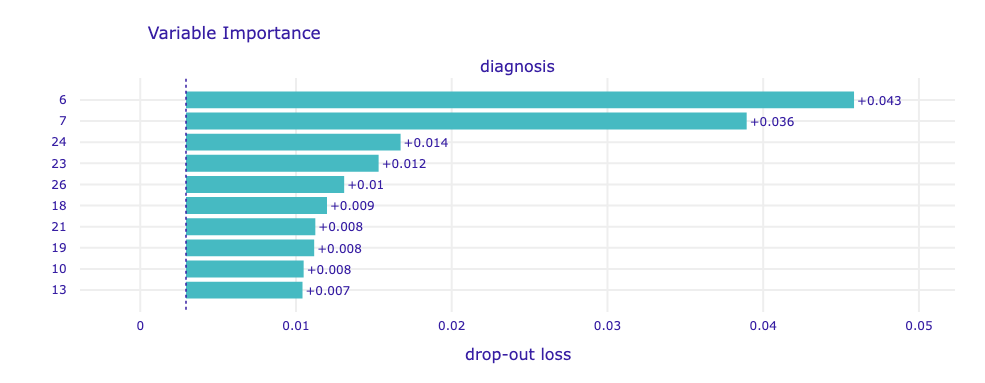 Variable Importance
diagnosis
6 +0.043
7 +0.036
24 +0.014
23 +0.012
26 +0.01
18 +0.009
21 +0.008
19 +0.008
10 +0.008
13 +0.007
0 0.01 0.02 0.03 0.04 0.05
drop-out loss